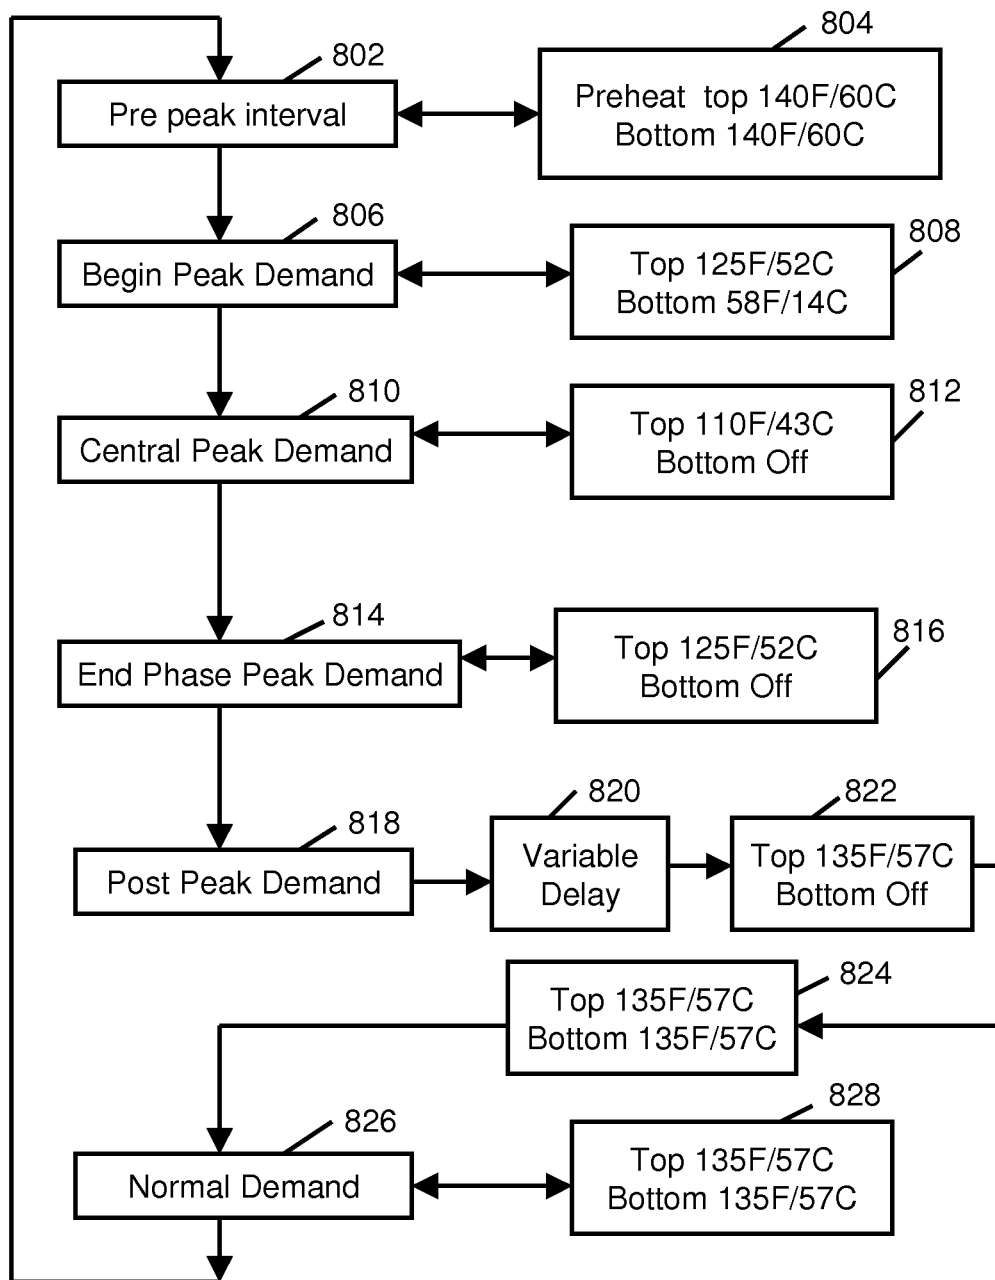 802
Pre peak interval
804
Preheat top 140F/60C
Bottom 140F/60C
806
Begin Peak Demand
808
Top 125F/52C
Bottom 58F/14C
810
Central Peak Demand
812
Top 110F/43C
Bottom Off
814
End Phase Peak Demand
816
Top 125F/52C
Bottom Off
818
Post Peak Demand
820
Variable
Delay
822
Top 135F/57C
Bottom Off
824
Top 135F/57C
Bottom 135F/57C
826
Normal Demand
828
Top 135F/57C
Bottom 135F/57C